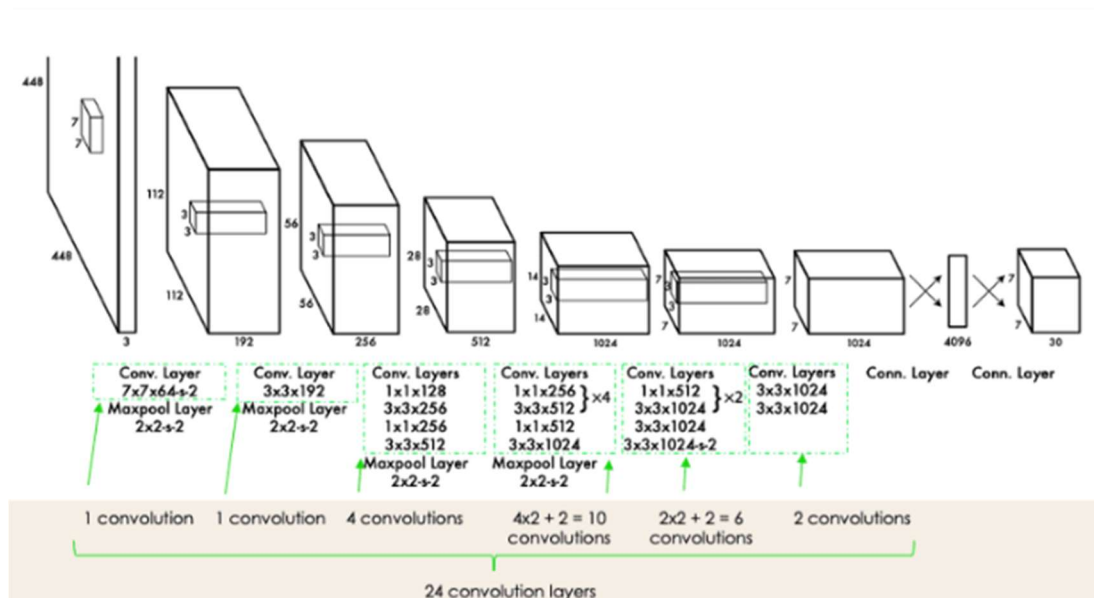 448
7
7
448
3
112
3
3
112
192
56
3
3
56
256
28
3
3
28
512
14
3
3
14
1024
7
3
3
7
1024
7
7
1024
4096
7
7
30
Conv. Layer
7x7x64-s-2
Maxpool Layer
2x2-s-2
Conv. Layer
3x3x192
Maxpool Layer
2x2-s-2
Conv. Layers
1x1x128
3x3x256
1x1x256
3x3x512
Maxpool Layer
2x2-s-2
Conv. Layers
1x1x256
3x3x512 }x4
1x1x512
3x3x1024
Maxpool Layer
2x2-s-2
Conv. Layers
1x1x512
3x3x1024 }x2
3x3x1024
3x3x1024-s-2
Conv. Layers
3x3x1024
3x3x1024
Conn. Layer
Conn. Layer
1 convolution
1 convolution
4 convolutions
4x2 + 2 = 10
convolutions
2x2 + 2 = 6
convolutions
2 convolutions
24 convolution layers